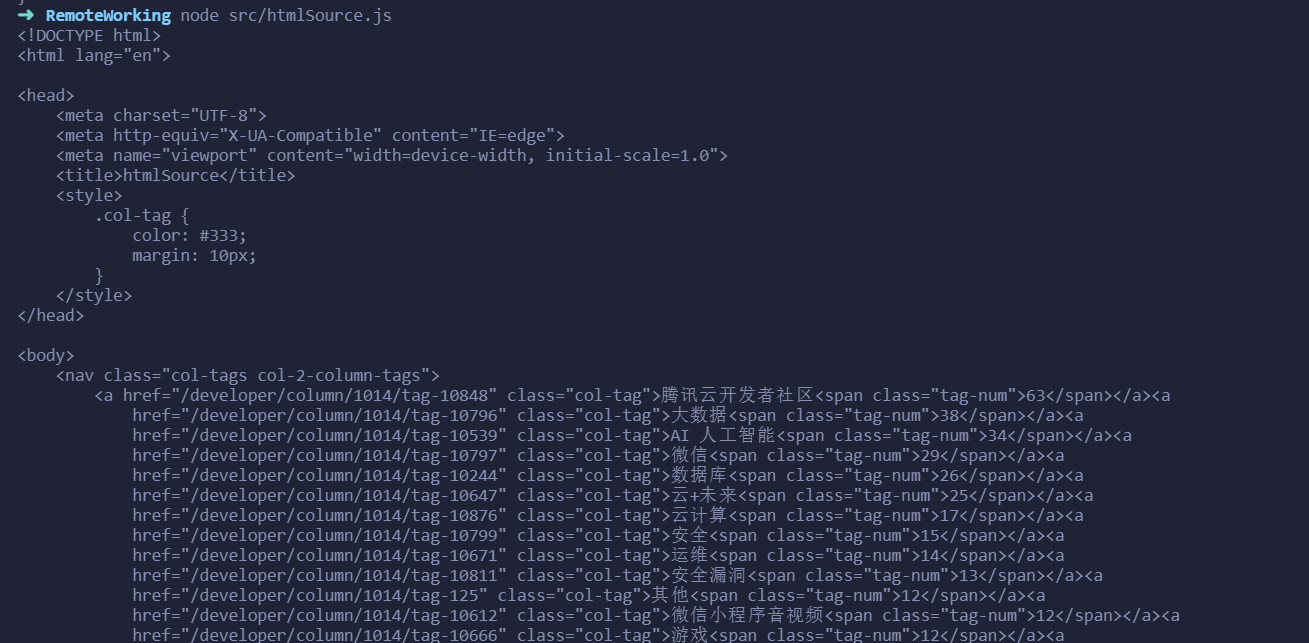 }
➜ RemoteWorking node src/htmlSource.js
<!DOCTYPE html>
<html lang="en">
<head>
    <meta charset="UTF-8">
    <meta http-equiv="X-UA-Compatible" content="IE=edge">
    <meta name="viewport" content="width=device-width, initial-scale=1.0">
    <title>htmlSource</title>
    <style>
        .col-tag {
            color: #333;
            margin: 10px;
        }
    </style>
</head>
<body>
    <nav class="col-tags col-2-column-tags">
        <a href="/developer/column/1014/tag-10848" class="col-tag">腾讯云开发者社区<span class="tag-num">63</span></a><a
            href="/developer/column/1014/tag-10796" class="col-tag">大数据<span class="tag-num">38</span></a><a
            href="/developer/column/1014/tag-10539" class="col-tag">AI 人工智能<span class="tag-num">34</span></a><a
            href="/developer/column/1014/tag-10797" class="col-tag">微信<span class="tag-num">29</span></a><a
            href="/developer/column/1014/tag-10244" class="col-tag">数据库<span class="tag-num">26</span></a><a
            href="/developer/column/1014/tag-10647" class="col-tag">云+未来<span class="tag-num">25</span></a><a
            href="/developer/column/1014/tag-10876" class="col-tag">云计算<span class="tag-num">17</span></a><a
            href="/developer/column/1014/tag-10799" class="col-tag">安全<span class="tag-num">15</span></a><a
            href="/developer/column/1014/tag-10671" class="col-tag">运维<span class="tag-num">14</span></a><a
            href="/developer/column/1014/tag-10811" class="col-tag">安全漏洞<span class="tag-num">13</span></a><a
            href="/developer/column/1014/tag-125" class="col-tag">其他<span class="tag-num">12</span></a><a
            href="/developer/column/1014/tag-10612" class="col-tag">微信小程序音视频<span class="tag-num">12</span></a><a
            href="/developer/column/1014/tag-10666" class="col-tag">游戏<span class="tag-num">12</span></a><a